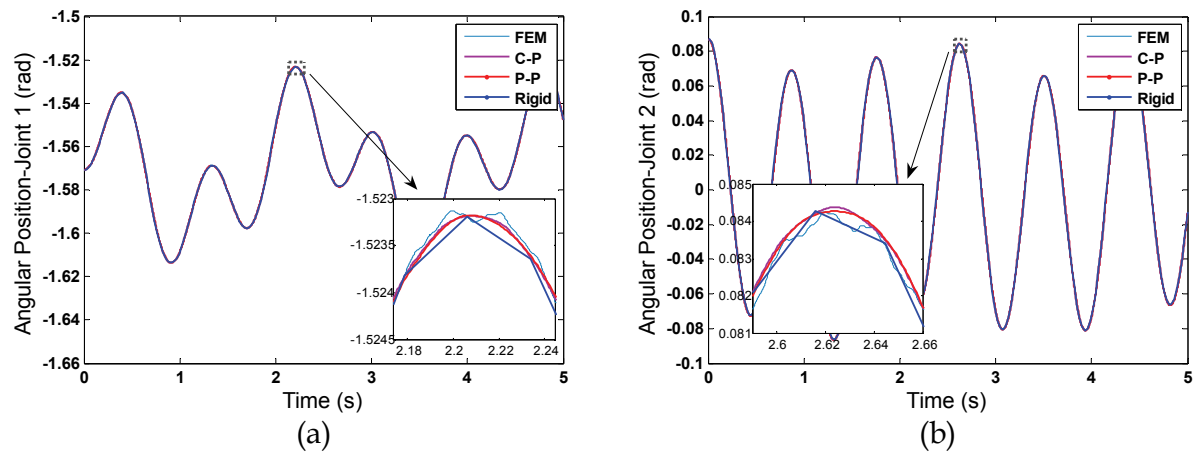 -1.5
-1.52
-1.54
-1.56
-1.58
-1.6
-1.62
-1.64
-1.66
Angular Position-Joint 1 (rad)
FEM
C-P
P-P
Rigid
-1.523
-1.5235
-1.524
-1.5245
2.18 2.2 2.22 2.24
0 1 2 3 4 5
Time (s)
(a)
0.1
0.08
0.06
0.04
0.02
0
-0.02
-0.04
-0.06
-0.08
-0.1
Angular Position-Joint 2 (rad)
FEM
C-P
P-P
Rigid
0.085
0.084
0.083
0.082
0.081
2.6 2.62 2.64 2.66
0 1 2 3 4 5
Time (s)
(b)